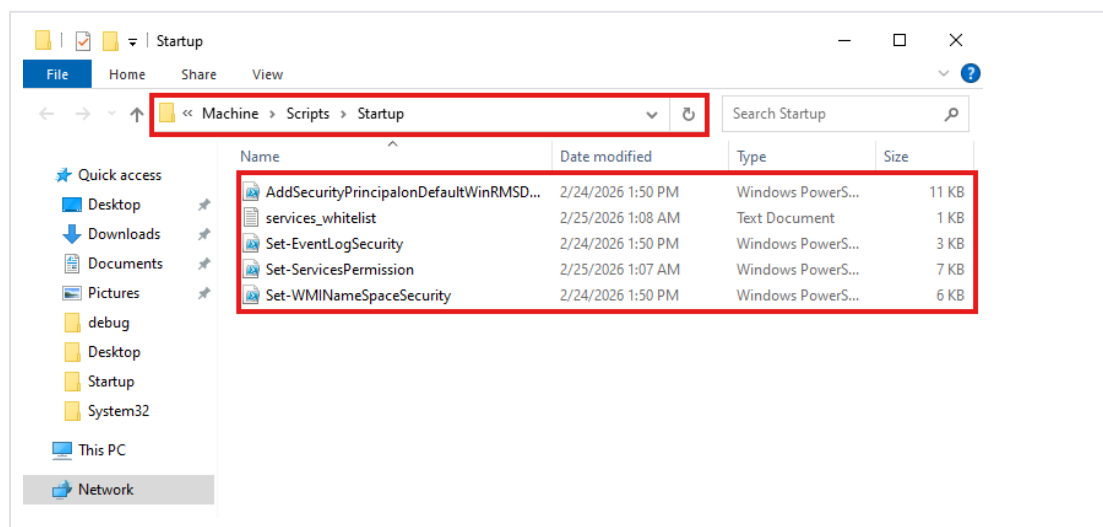 Startup
File Home Share View
« Machine > Scripts > Startup
Search Startup
Name Date modified Type Size
Quick access
Desktop
Downloads
Documents
Pictures
debug
Desktop
Startup
System32
This PC
Network
AddSecurityPrincipalonDefaultWinRMSD... 2/24/2026 1:50 PM Windows PowerS... 11 KB
services_whitelist 2/25/2026 1:08 AM Text Document 1 KB
Set-EventLogSecurity 2/24/2026 1:50 PM Windows PowerS... 3 KB
Set-ServicesPermission 2/25/2026 1:07 AM Windows PowerS... 7 KB
Set-WMINameSpaceSecurity 2/24/2026 1:50 PM Windows PowerS... 6 KB